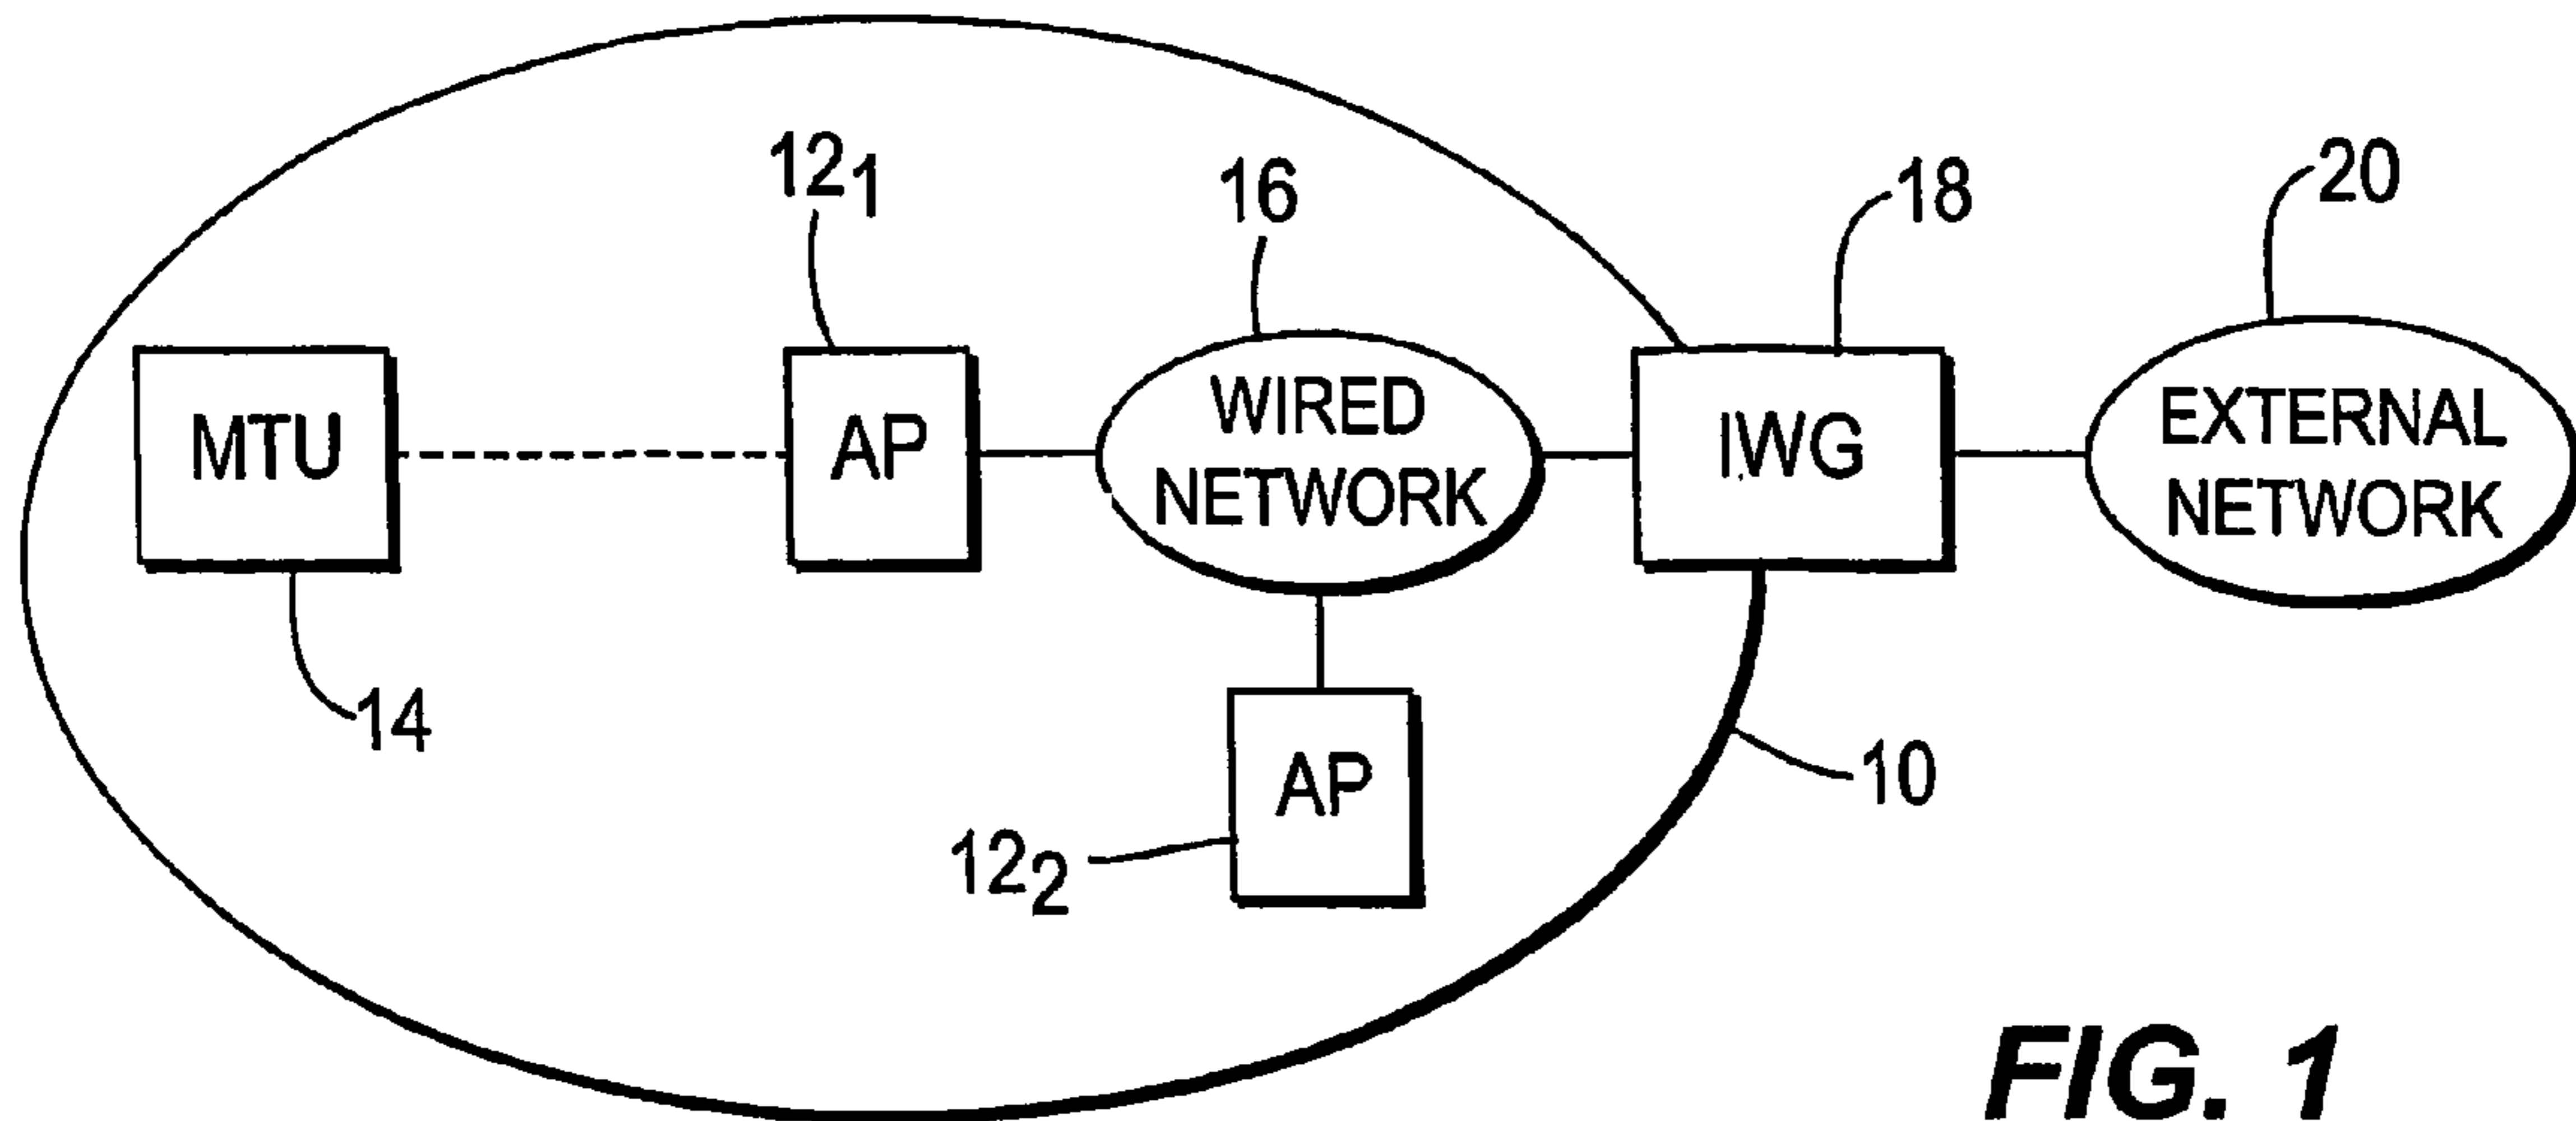 12₁
16
18
20
MTU
AP
WIRED
NETWORK
IWG
EXTERNAL
NETWORK
14
AP
12₂
10
FIG. 1